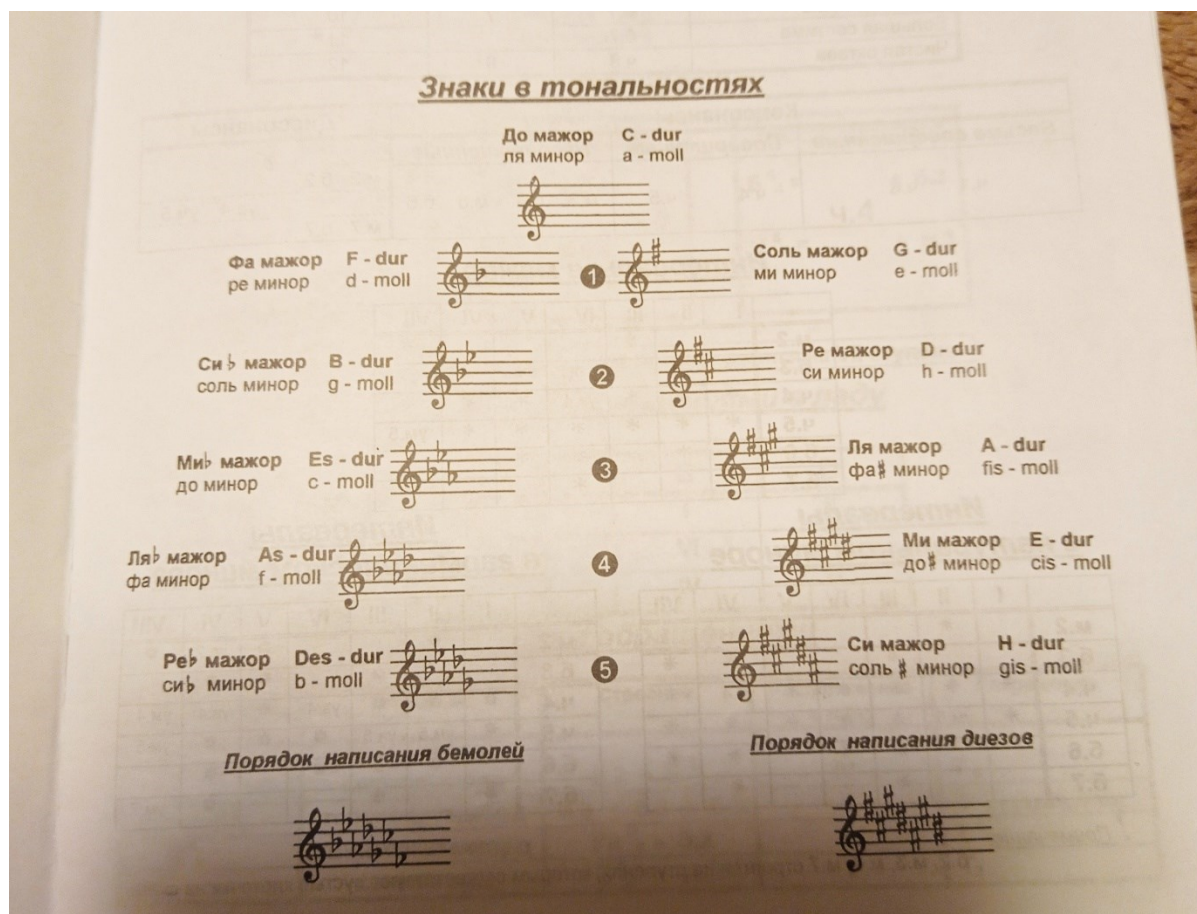 Знаки в тональностях
До мажор C - dur
ля минор a - moll
Фа мажор F - dur
ре минор d - moll
1
Соль мажор G - dur
ми минор e - moll
Си♭ мажор B - dur
соль минор g - moll
2
Ре мажор D - dur
си минор h - moll
Ми♭ мажор Es - dur
до минор c - moll
3
Ля мажор A - dur
фа♯ минор fis - moll
Ля♭ мажор As - dur
фа минор f - moll
4
Ми мажор E - dur
до♯ минор cis - moll
Ре♭ мажор Des - dur
си♭ минор b - moll
5
Си мажор H - dur
соль ♯ минор gis - moll
Порядок написания бемолей
Порядок написания диезов